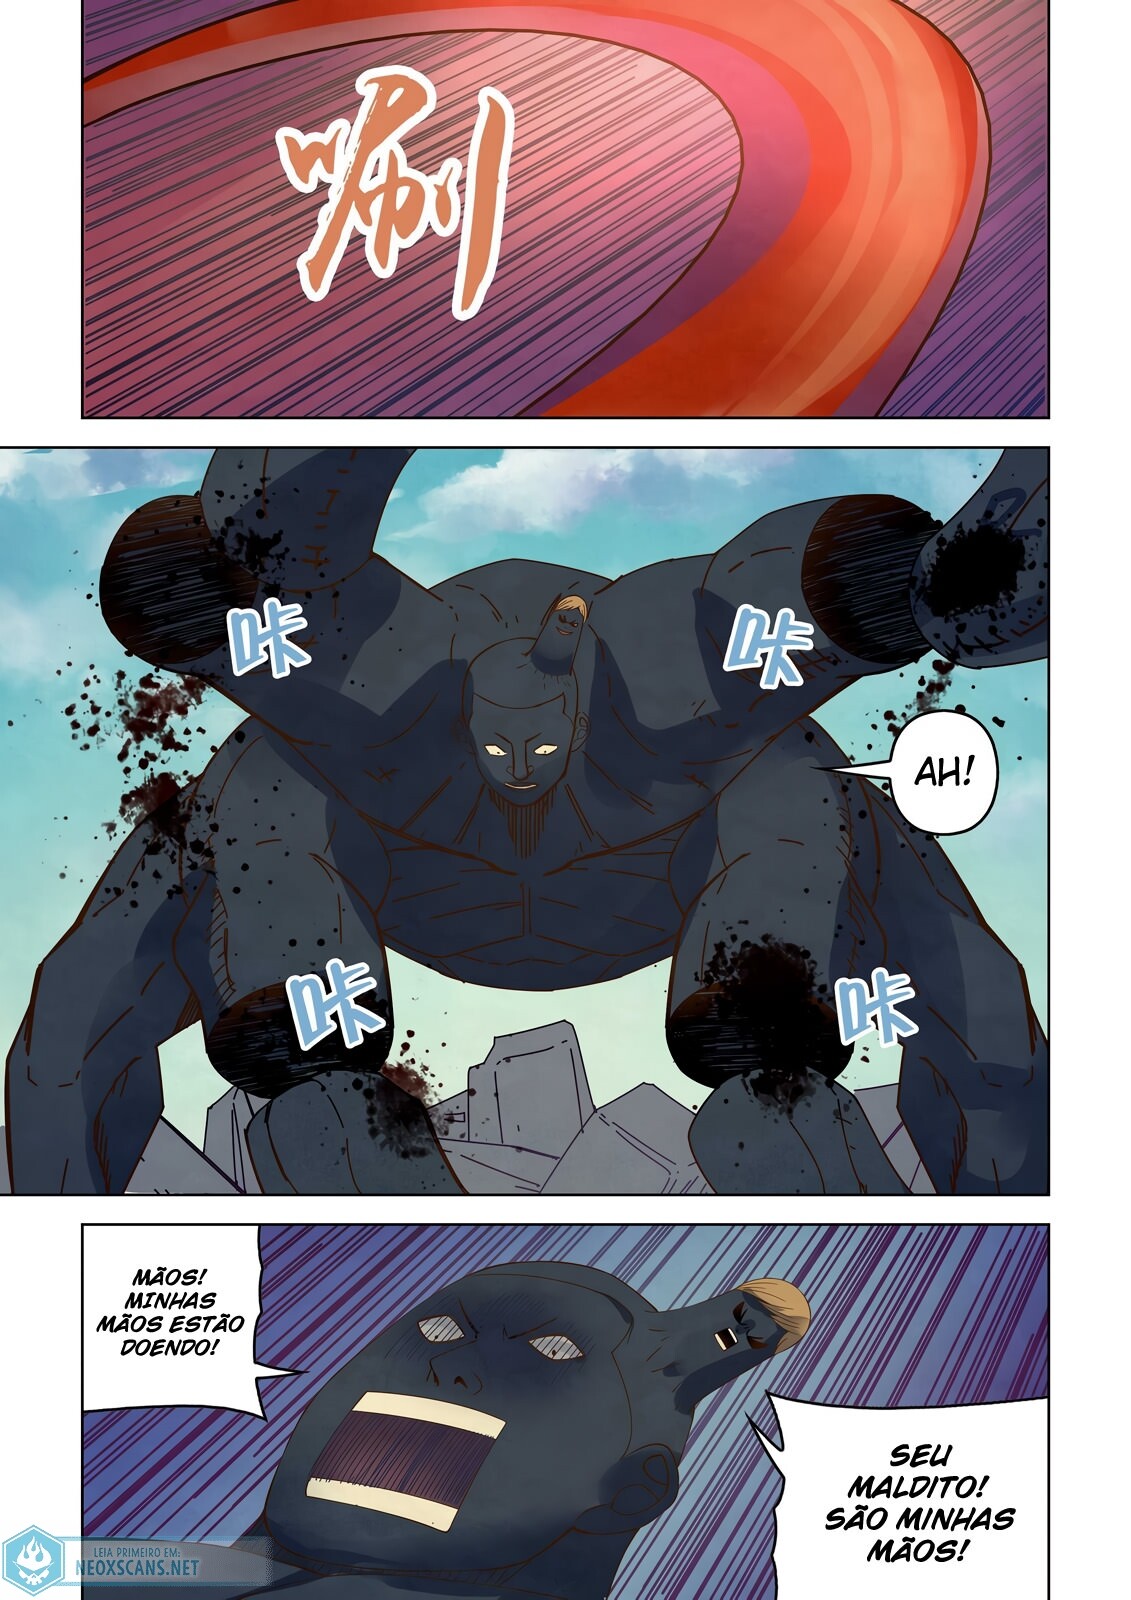 唰
咔
咔
AH!
咔
咔
MÃOS!
MINHAS
MÃOS ESTÃO
DOENDO!
SEU
MALDITO!
SÃO MINHAS
MÃOS!
LEIA PRIMEIRO EM:
NEOXSCANS.NET